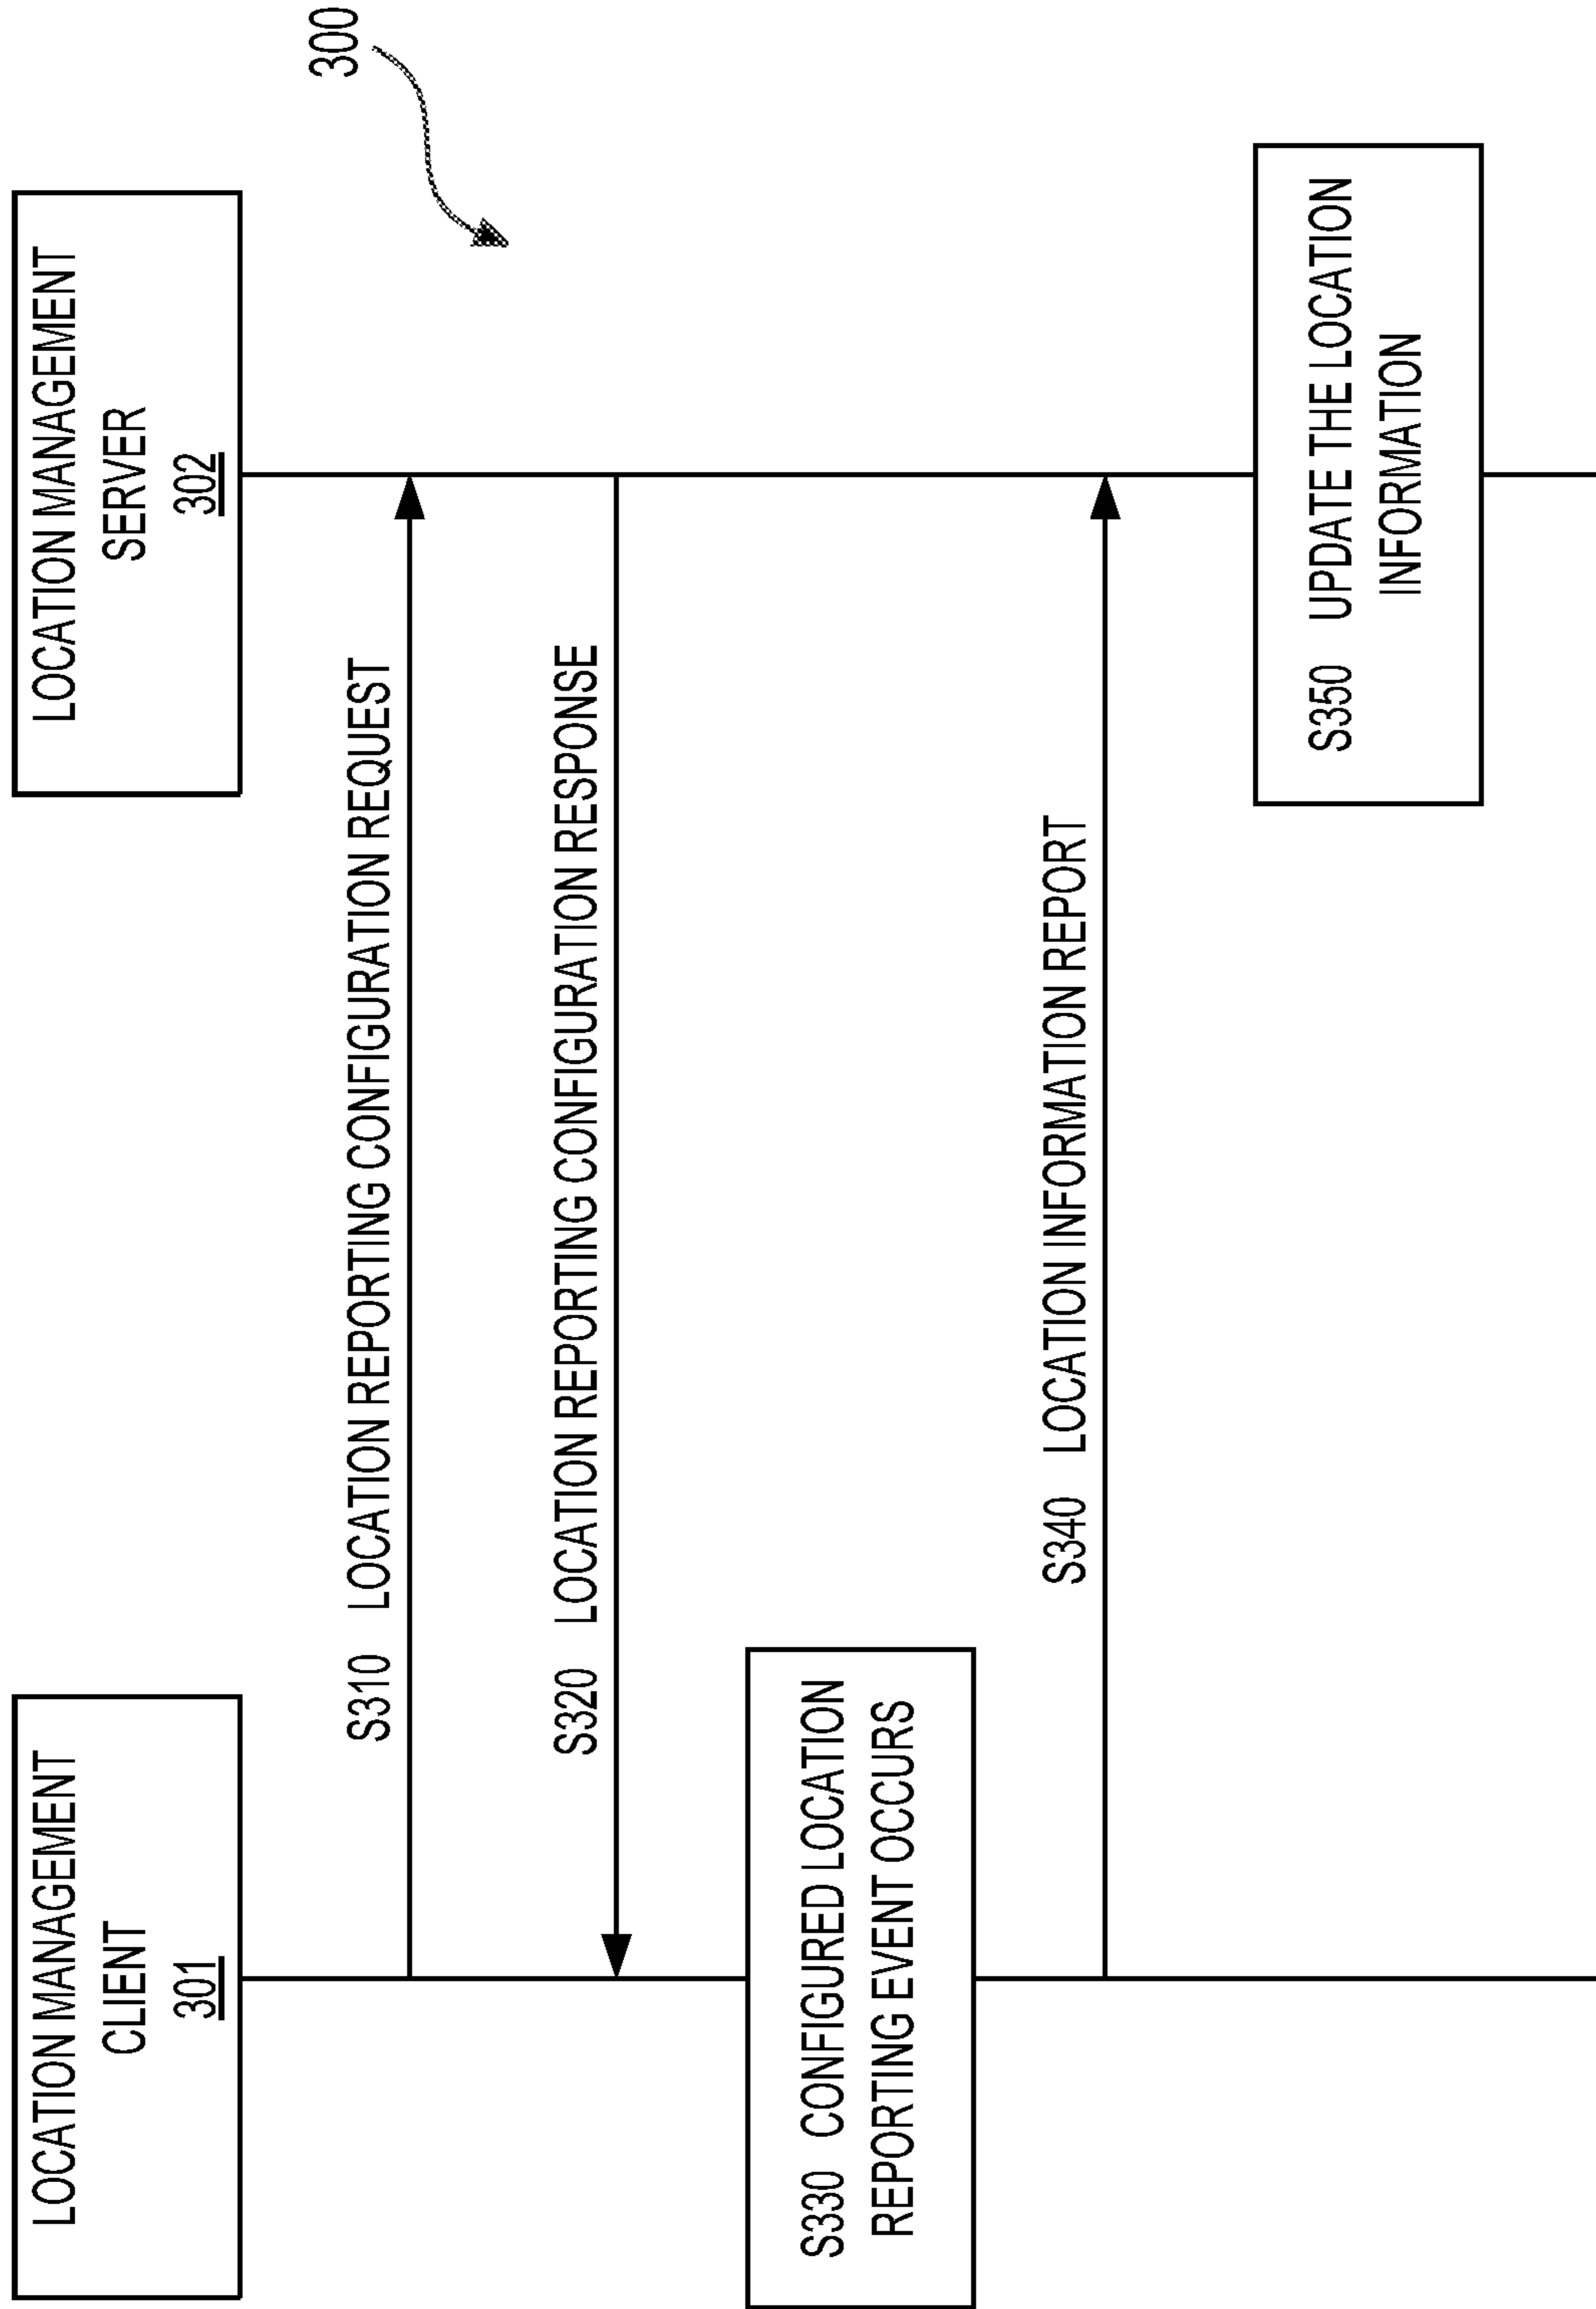 LOCATION MANAGEMENT
CLIENT
301
LOCATION MANAGEMENT
SERVER
302
300
S310 LOCATION REPORTING CONFIGURATION REQUEST
S320 LOCATION REPORTING CONFIGURATION RESPONSE
S330 CONFIGURED LOCATION
REPORTING EVENT OCCURS
S340 LOCATION INFORMATION REPORT
S350 UPDATE THE LOCATION
INFORMATION